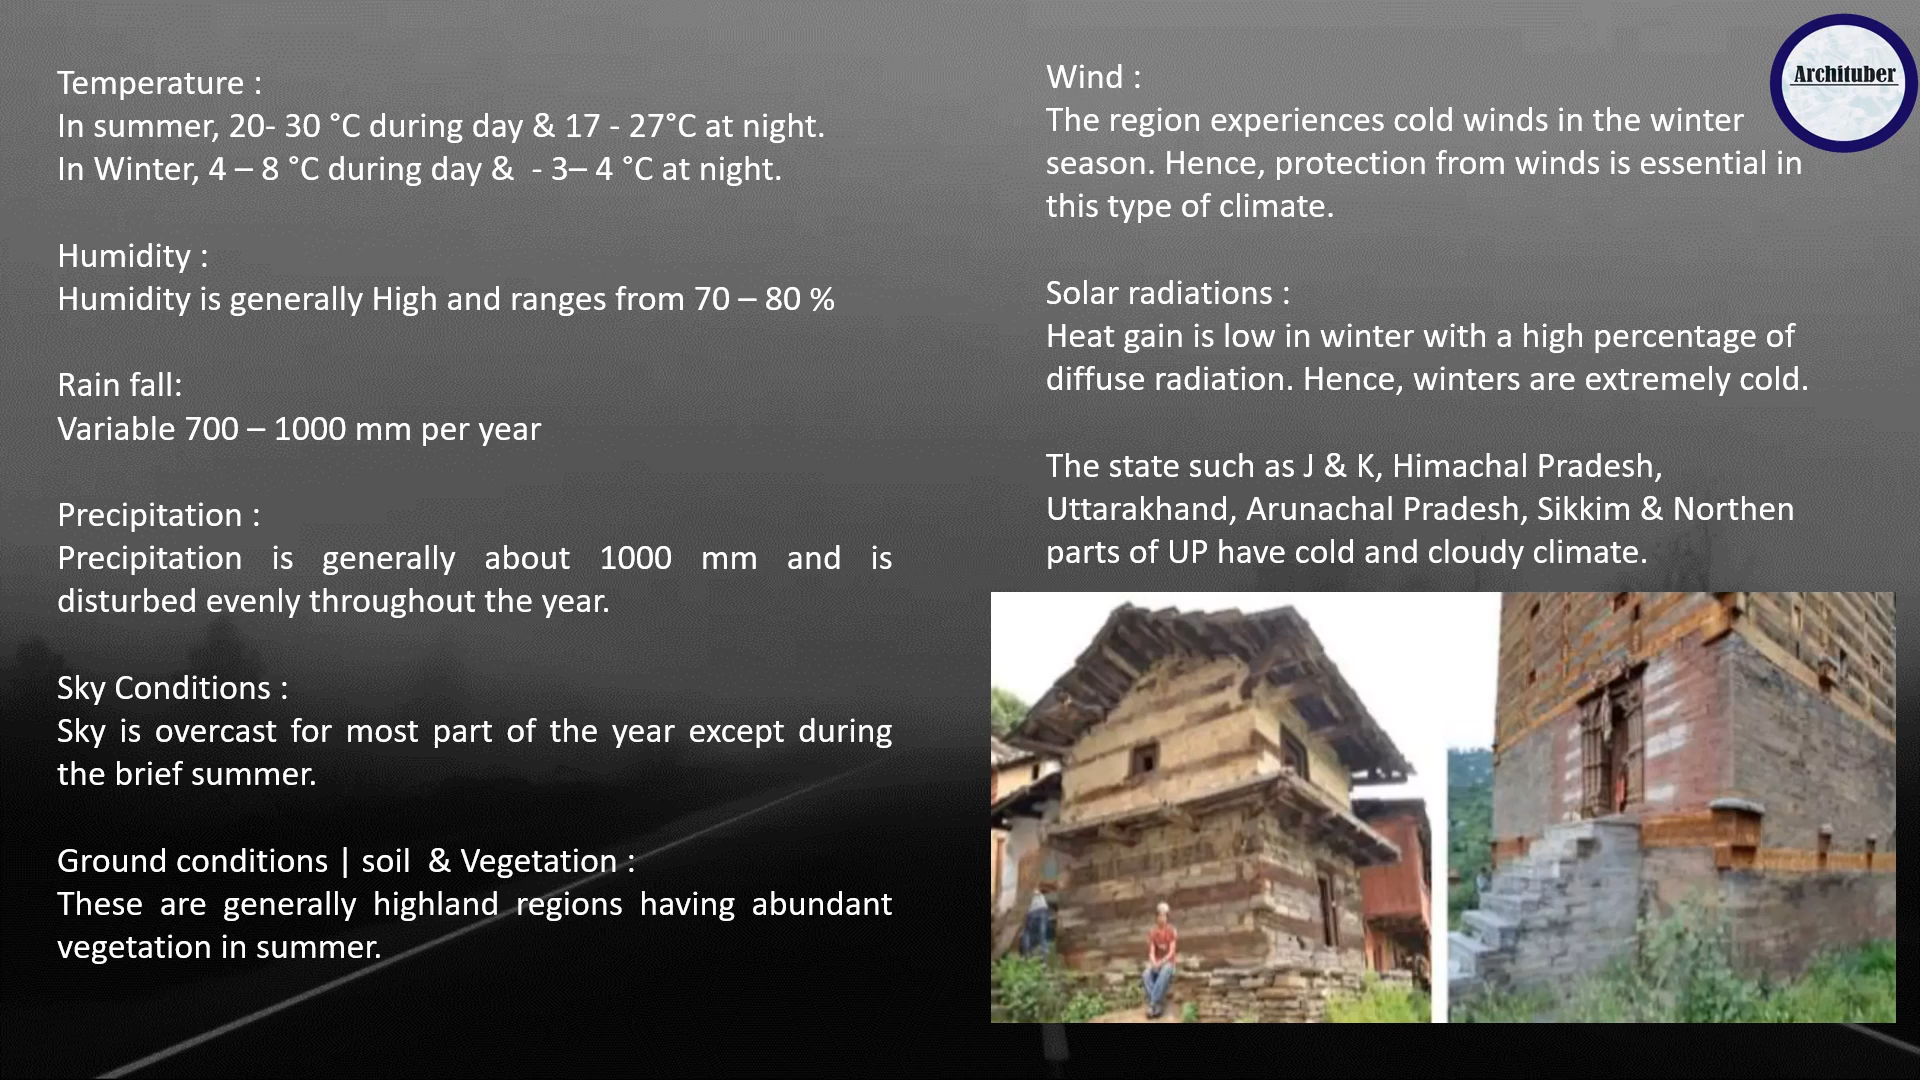 Temperature :
In summer, 20- 30 °C during day & 17 - 27°C at night.
In Winter, 4 – 8 °C during day &  - 3– 4 °C at night.
Humidity :
Humidity is generally High and ranges from 70 – 80 %
Rain fall:
Variable 700 – 1000 mm per year
Precipitation :
Precipitation is generally about 1000 mm and is
disturbed evenly throughout the year.
Sky Conditions :
Sky is overcast for most part of the year except during
the brief summer.
Ground conditions | soil  & Vegetation :
These are generally highland regions having abundant
vegetation in summer.
Wind :
The region experiences cold winds in the winter
season. Hence, protection from winds is essential in
this type of climate.
Solar radiations :
Heat gain is low in winter with a high percentage of
diffuse radiation. Hence, winters are extremely cold.
The state such as J & K, Himachal Pradesh,
Uttarakhand, Arunachal Pradesh, Sikkim & Northen
parts of UP have cold and cloudy climate.
Archituber